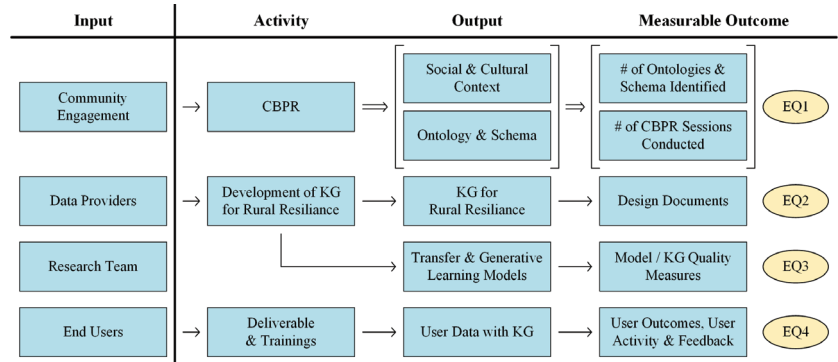 Input
Activity
Output
Measurable Outcome
Community
Engagement
CBPR
Social & Cultural
Context
Ontology & Schema
# of Ontologies &
Schema Identified
# of CBPR Sessions
Conducted
EQ1
Data Providers
Development of KG
for Rural Resiliance
KG for
Rural Resiliance
Design Documents
EQ2
Research Team
Transfer & Generative
Learning Models
Model / KG Quality
Measures
EQ3
End Users
Deliverable
& Trainings
User Data with KG
User Outcomes, User
Activity & Feedback
EQ4